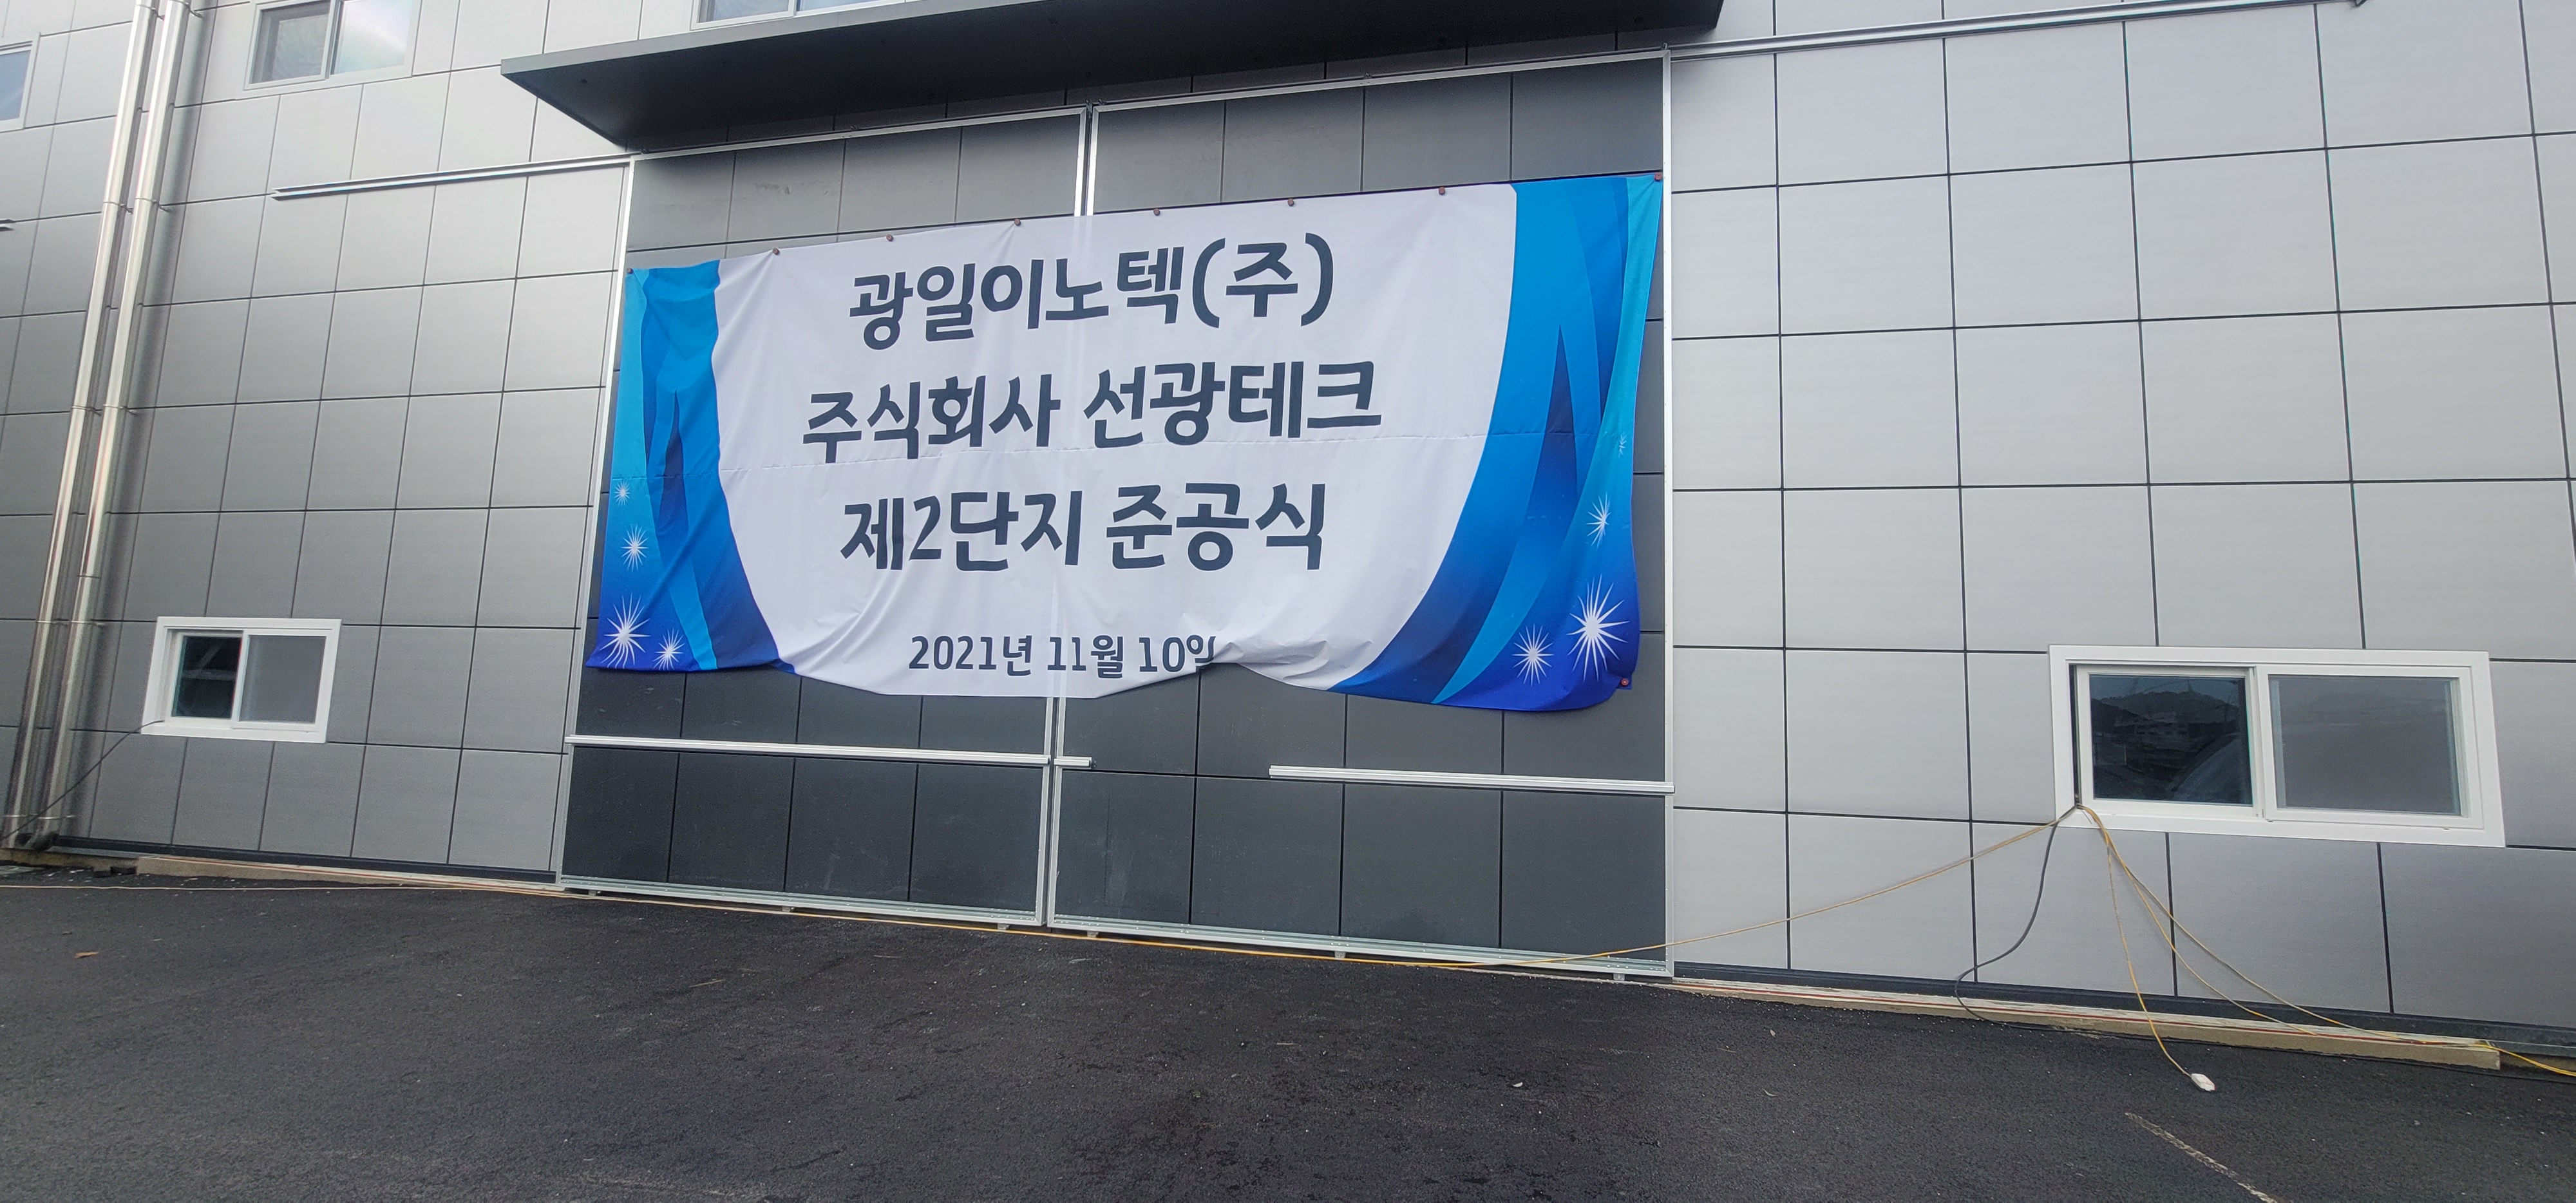 광일이노텍(주)
주식회사 선광테크
제2단지 준공식
2021년 11월 10일